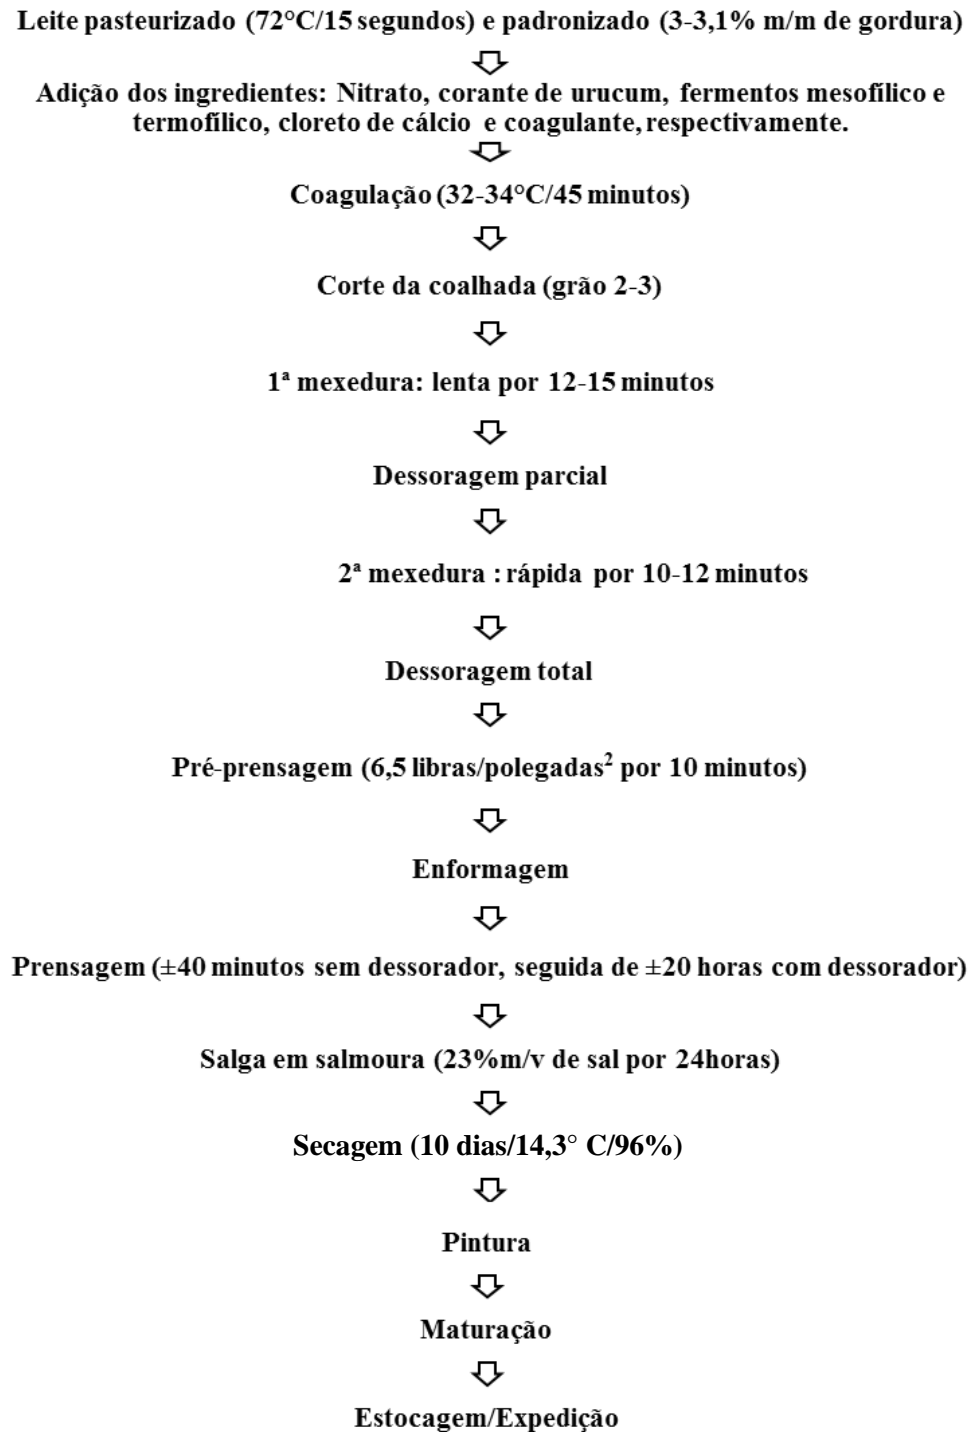 Leite pasteurizado (72°C/15 segundos) e padronizado (3-3,1% m/m de gordura)
Adição dos ingredientes: Nitrato, corante de urucum, fermentos mesofílico e
termofílico, cloreto de cálcio e coagulante, respectivamente.
Coagulação (32-34°C/45 minutos)
Corte da coalhada (grão 2-3)
1ª mexedura: lenta por 12-15 minutos
Dessoragem parcial
2ª mexedura : rápida por 10-12 minutos
Dessoragem total
Pré-prensagem (6,5 libras/polegadas² por 10 minutos)
Enformagem
Prensagem (±40 minutos sem dessorador, seguida de ±20 horas com dessorador)
Salga em salmoura (23%m/v de sal por 24horas)
Secagem (10 dias/14,3° C/96%)
Pintura
Maturação
Estocagem/Expedição